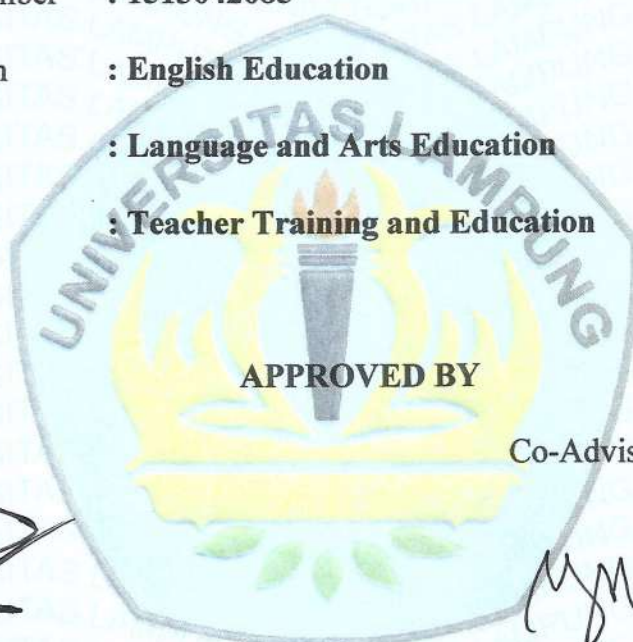 : English Education
: Language and Arts Education
: Teacher Training and Education
UNIVERSITAS LAMPUNG
APPROVED BY